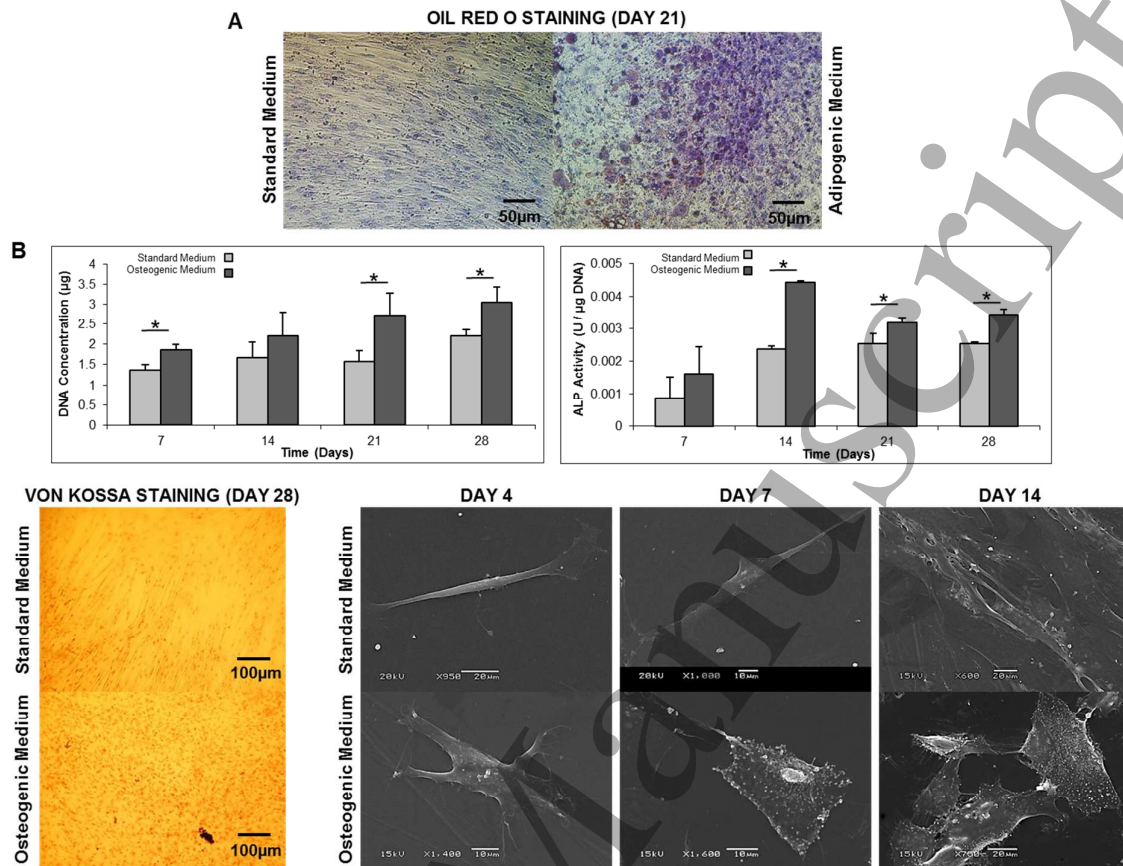 A
OIL RED O STAINING (DAY 21)
Standard Medium
50µm
50µm
Adipogenic Medium
B
Standard Medium
Osteogenic Medium
DNA Concentration (µg)
4
3.5
3
2.5
2
1.5
1
0.5
0
*
*
*
7 14 21 28
Time (Days)
Standard Medium
Osteogenic Medium
ALP Activity (U / µg DNA)
0.005
0.004
0.003
0.002
0.001
0
*
*
*
7 14 21 28
Time (Days)
VON KOSSA STAINING (DAY 28)
Standard Medium
100µm
Osteogenic Medium
100µm
DAY 4 DAY 7 DAY 14
Standard Medium
20kV X950 20µm
20kV X1,000 10µm
15kV X600 20µm
Osteogenic Medium
15kV X1,400 10µm
15kV X1,600 10µm
15kV X750 20µm
Manuscript